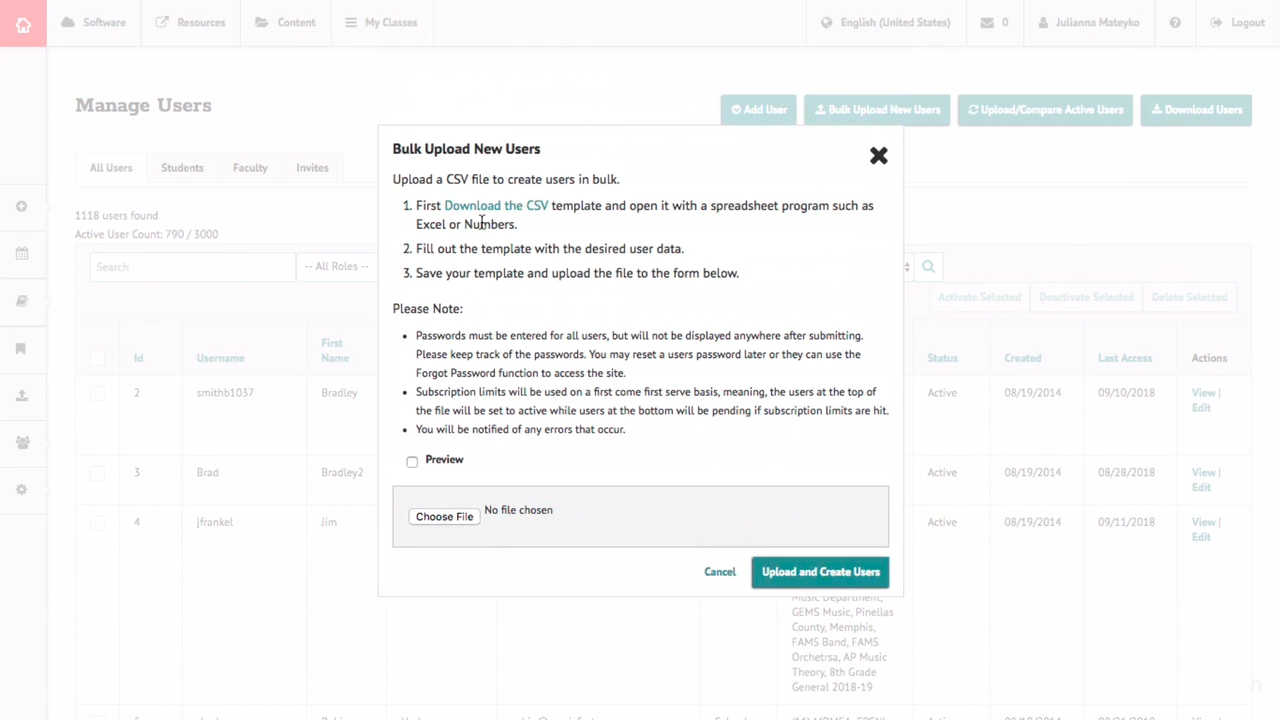 Software
Resources
Content
My Classes
English (United States)
0
Julianna Mateyko
Logout
Manage Users
Add User
Bulk Upload New Users
Upload/Compare Active Users
Download Users
All Users
Students
Faculty
Invites
1118 users found
Active User Count: 790 / 3000
Search
-- All Roles --
Activate Selected
Deactivate Selected
Delete Selected
Bulk Upload New Users
Upload a CSV file to create users in bulk.
1. First Download the CSV template and open it with a spreadsheet program such as
Excel or Numbers.
2. Fill out the template with the desired user data.
3. Save your template and upload the file to the form below.
Please Note:
• Passwords must be entered for all users, but will not be displayed anywhere after submitting.
Please keep track of the passwords. You may reset a users password later or they can use the
Forgot Password function to access the site.
• Subscription limits will be used on a first come first serve basis, meaning, the users at the top of
the file will be set to active while users at the bottom will be pending if subscription limits are hit.
• You will be notified of any errors that occur.
Preview
Choose File No file chosen
Cancel
Upload and Create Users
Id Username First Name Status Created Last Access Actions
2 smithb1037 Bradley Active 08/19/2014 09/10/2018 View | Edit
3 Brad Bradley2 Active 08/19/2014 08/28/2018 View | Edit
4 jfrankel Jim Active 08/19/2014 09/11/2018 View | Edit
Music Department,
GEMS Music, Pinellas
County, Memphis,
FAMS Band, FAMS
Orchetrsa, AP Music
Theory, 8th Grade
General 2018-19